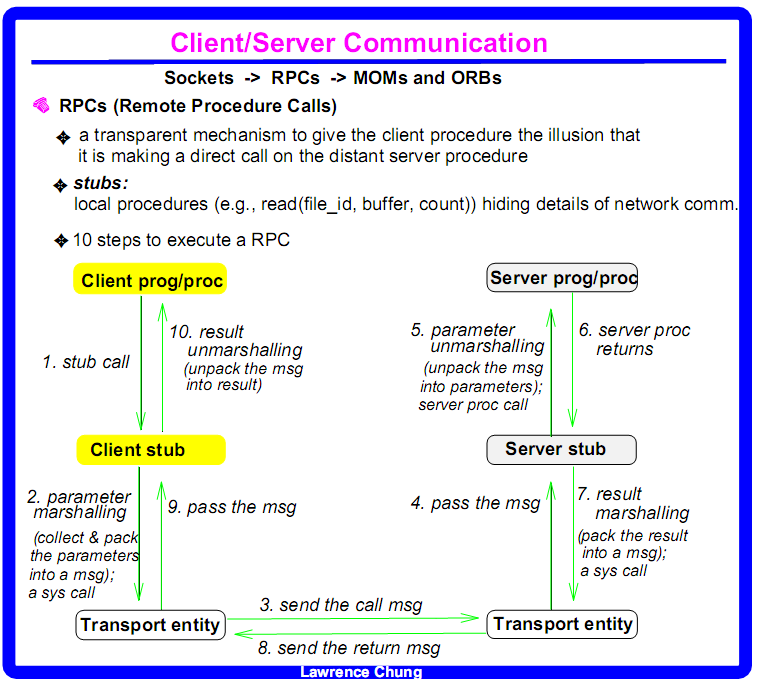 Client/Server Communication
Sockets -> RPCs -> MOMs and ORBs
RPCs (Remote Procedure Calls)
a transparent mechanism to give the client procedure the illusion that
it is making a direct call on the distant server procedure
stubs:
local procedures (e.g., read(file_id, buffer, count)) hiding details of network comm.
10 steps to execute a RPC
Client prog/proc
Server prog/proc
1. stub call
10. result
unmarshalling
(unpack the msg
into result)
5. parameter
unmarshalling
(unpack the msg
into parameters);
server proc call
6. server proc
returns
Client stub
Server stub
2. parameter
marshalling
(collect & pack
the parameters
into a msg);
a sys call
9. pass the msg
4. pass the msg
7. result
marshalling
(pack the result
into a msg);
a sys call
Transport entity
3. send the call msg
8. send the return msg
Transport entity
Lawrence Chung